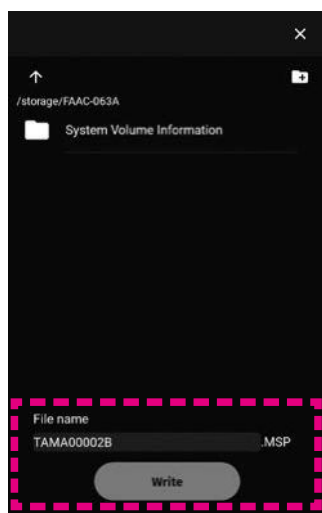 /storage/FAAC-063A
System Volume Information
File name
TAMA00002B .MSP
Write